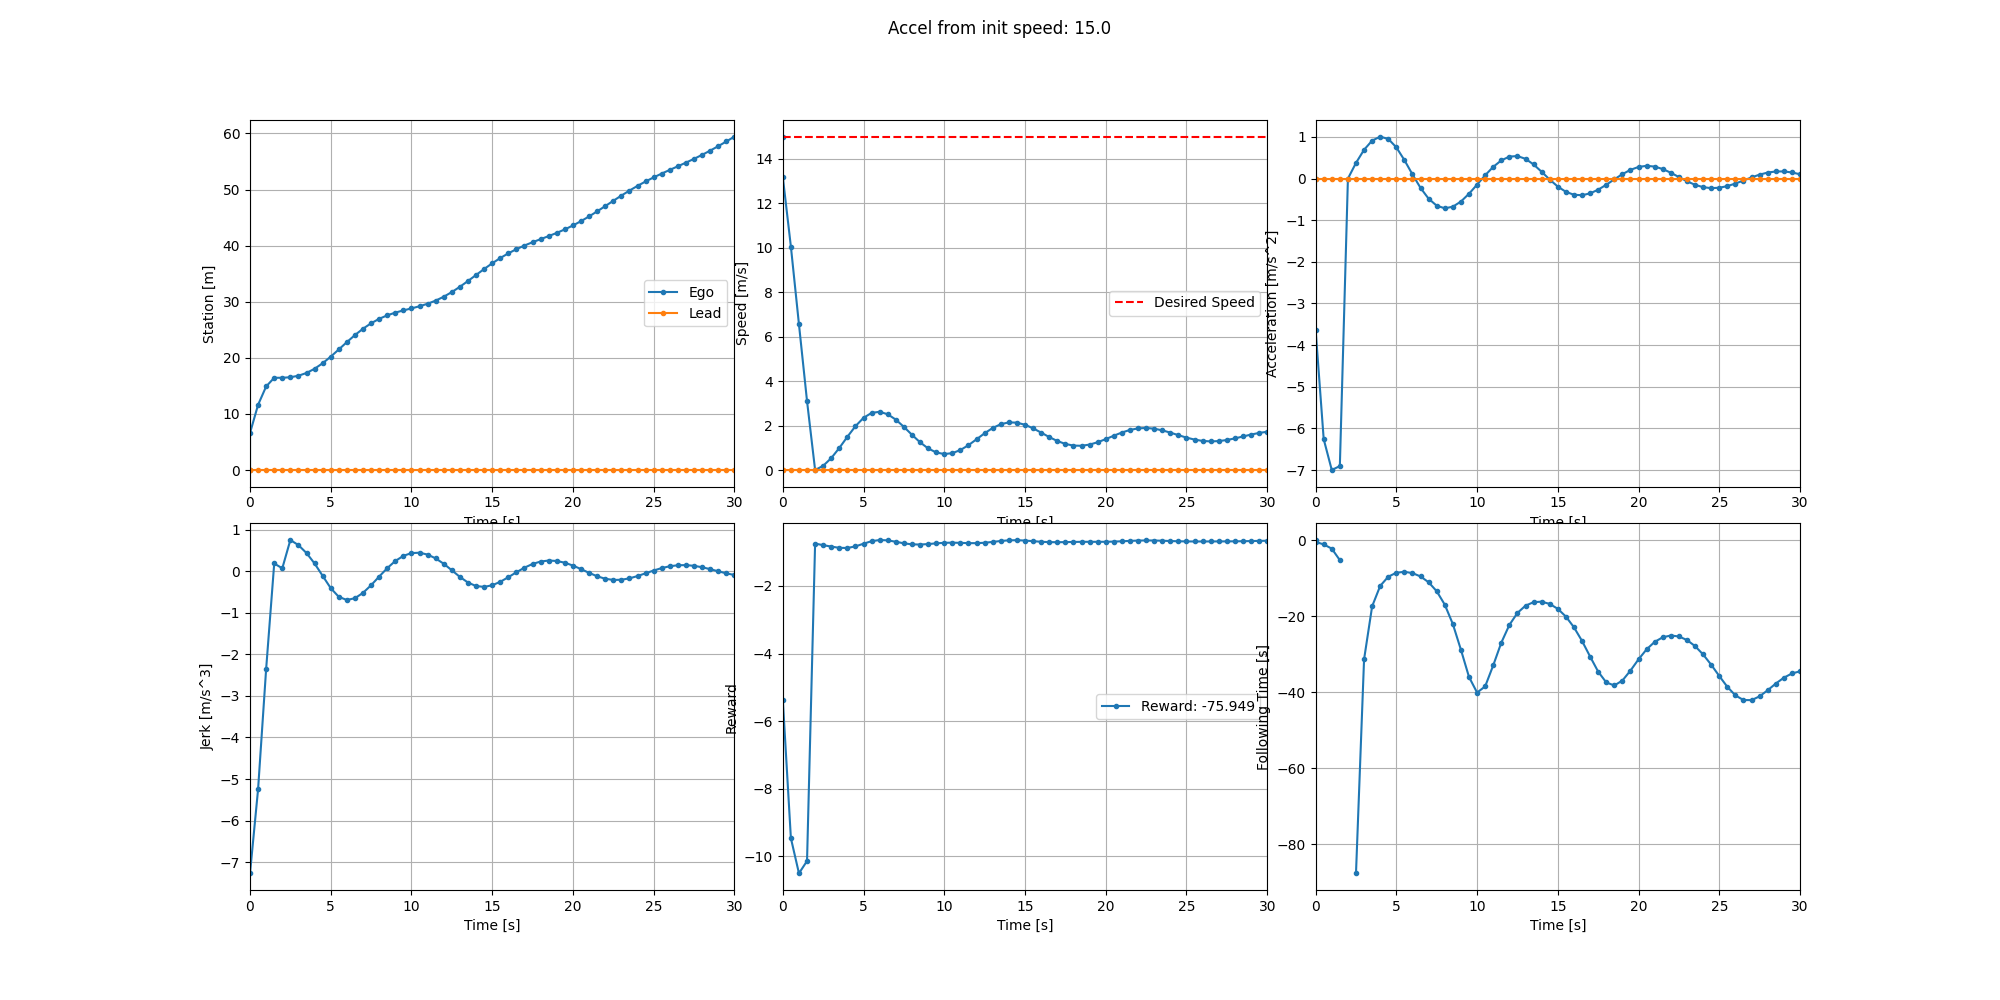 Accel from init speed: 15.0
Station [m]
60
50
40
30
20
10
0
Ego
Lead
0 5 10 15 20 25 30
Time [s]
Speed [m/s]
14
12
10
8
6
4
2
0
Desired Speed
0 5 10 15 20 25 30
Time [s]
Acceleration [m/s^2]
1
0
−1
−2
−3
−4
−5
−6
−7
0 5 10 15 20 25 30
Time [s]
Jerk [m/s^3]
1
0
−1
−2
−3
−4
−5
−6
−7
0 5 10 15 20 25 30
Time [s]
Reward
−2
−4
−6
−8
−10
Reward: -75.949
0 5 10 15 20 25 30
Time [s]
Following Time [s]
0
−20
−40
−60
−80
0 5 10 15 20 25 30
Time [s]